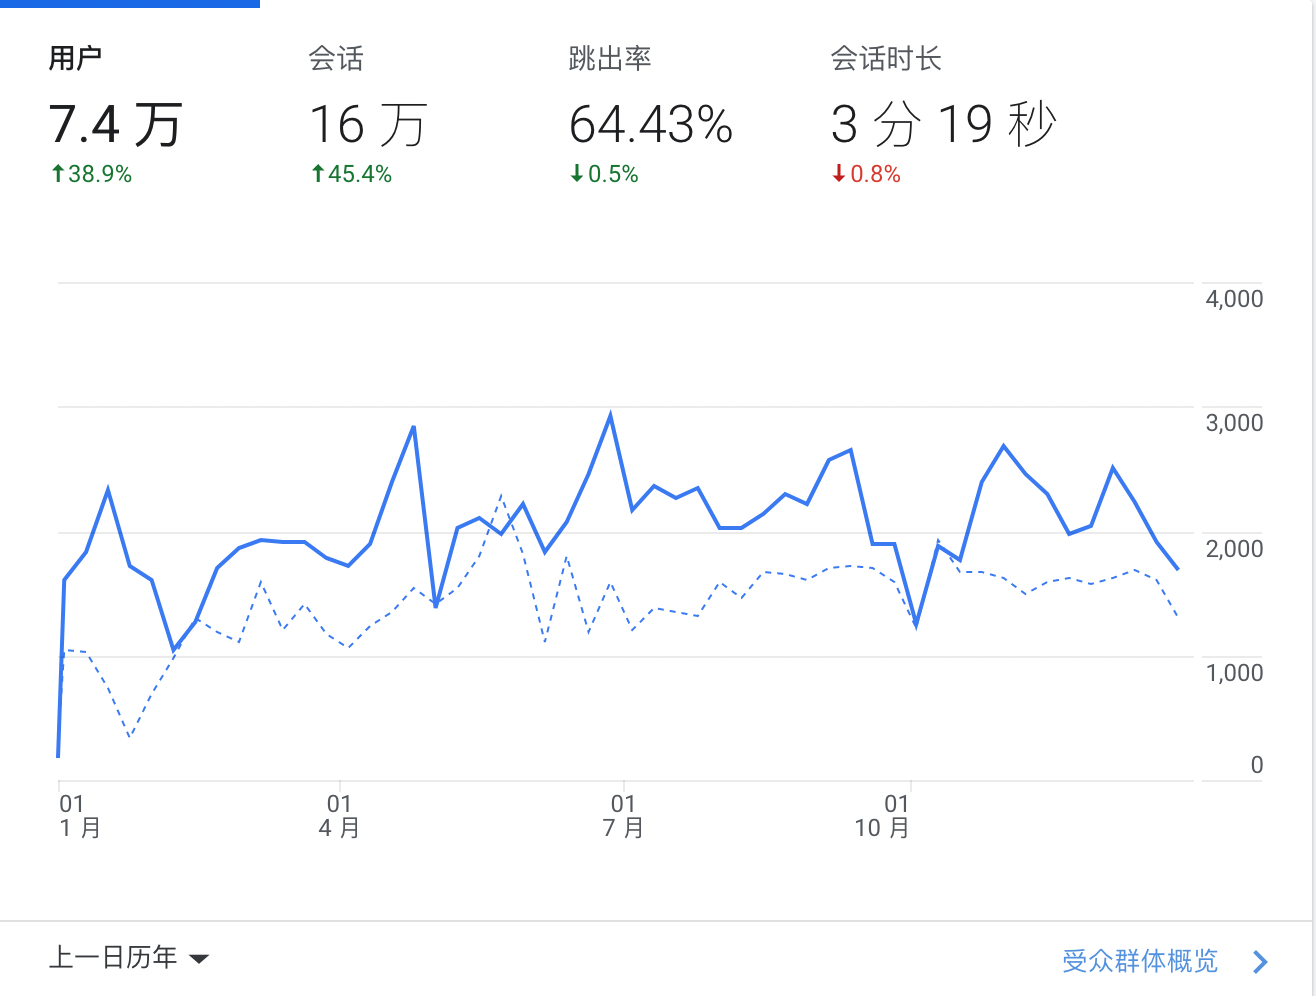 用户 会话 跳出率 会话时长
7.4 万 16 万 64.43% 3 分 19 秒
↑38.9% ↑45.4% ↓0.5% ↓0.8%
4,000
3,000
2,000
1,000
0
01 01 01 01
1 月 4 月 7 月 10 月
上一日历年 受众群体概览